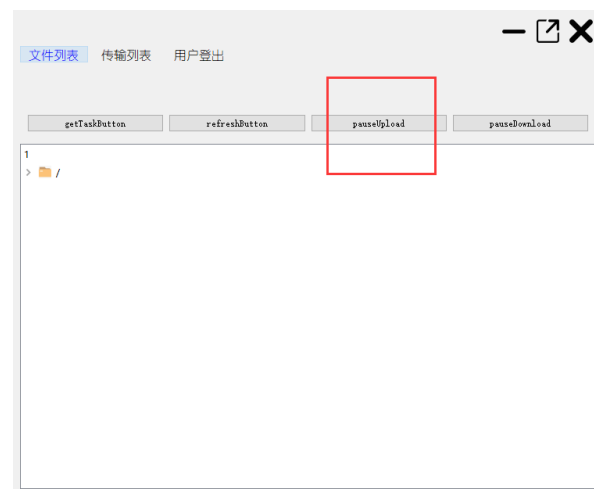 文件列表 传输列表 用户登出
getTaskButton refreshButton pauseUpload pauseDownload
1
/